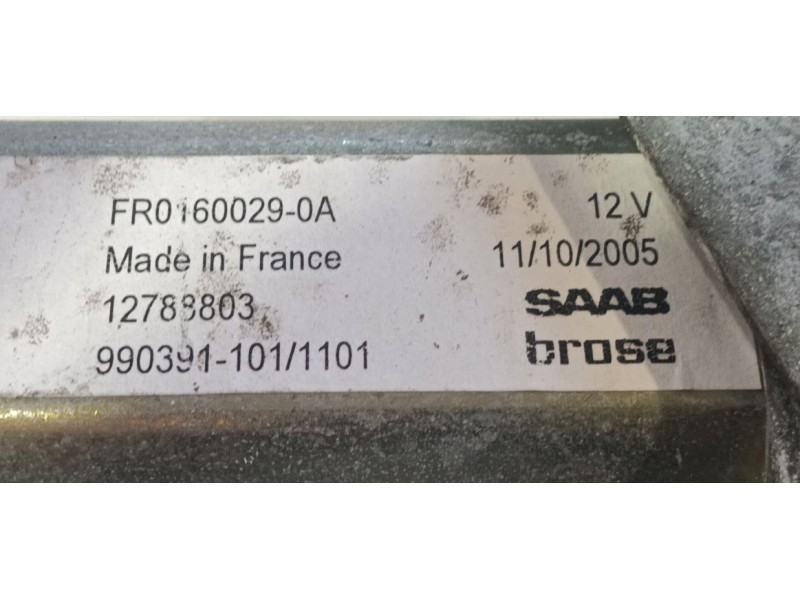 FR0160029-0A 12 V
Made in France 11/10/2005
12788803 SAAB
990391-101/1101 brose